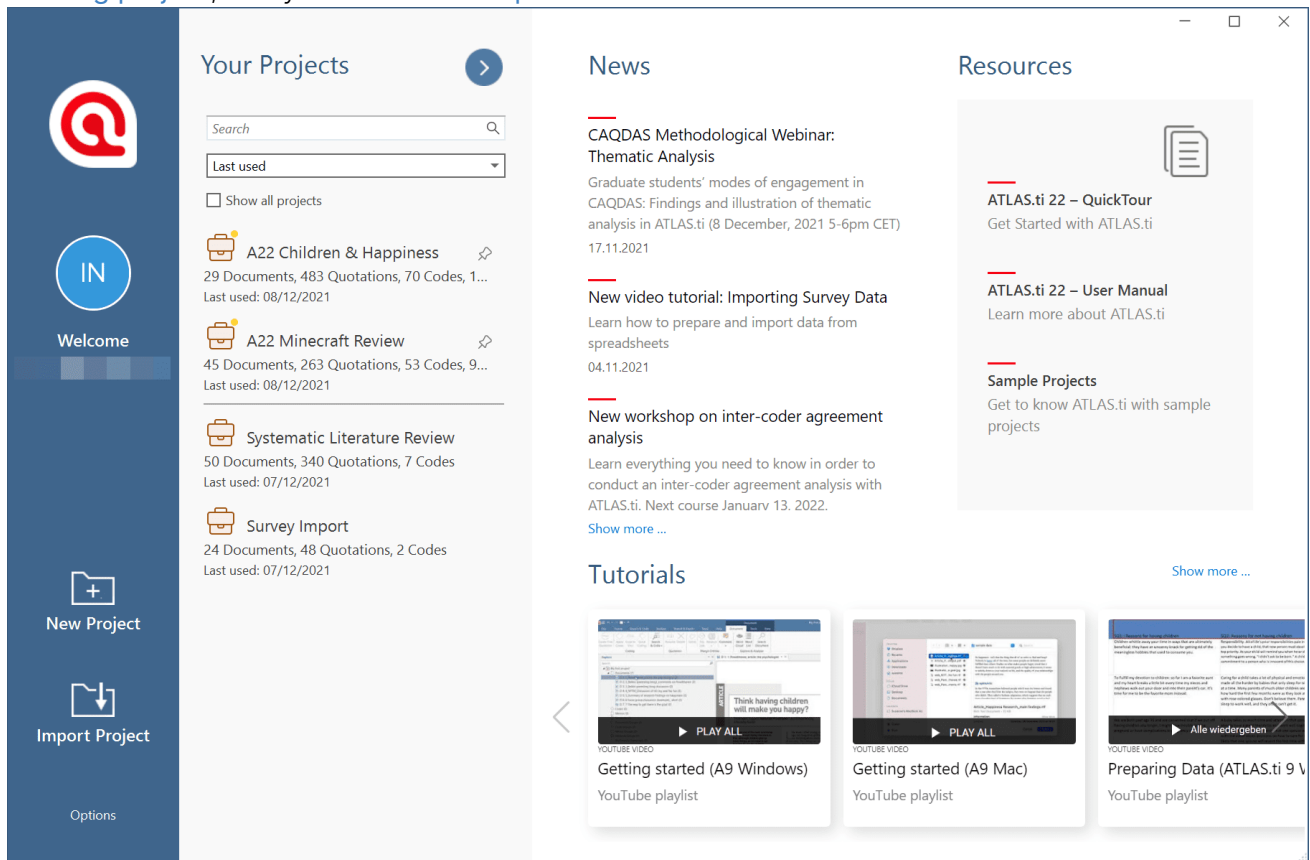 IN
Welcome
New Project
Import Project
Options
Your Projects
Search
Last used
Show all projects
A22 Children & Happiness
29 Documents, 483 Quotations, 70 Codes, 1...
Last used: 08/12/2021
A22 Minecraft Review
45 Documents, 263 Quotations, 53 Codes, 9...
Last used: 08/12/2021
Systematic Literature Review
50 Documents, 340 Quotations, 7 Codes
Last used: 07/12/2021
Survey Import
24 Documents, 48 Quotations, 2 Codes
Last used: 07/12/2021
News
CAQDAS Methodological Webinar:
Thematic Analysis
Graduate students' modes of engagement in
CAQDAS: Findings and illustration of thematic
analysis in ATLAS.ti (8 December, 2021 5-6pm CET)
17.11.2021
New video tutorial: Importing Survey Data
Learn how to prepare and import data from
spreadsheets
04.11.2021
New workshop on inter-coder agreement
analysis
Learn everything you need to know in order to
conduct an inter-coder agreement analysis with
ATLAS.ti. Next course January 13. 2022.
Show more ...
Resources
ATLAS.ti 22 – QuickTour
Get Started with ATLAS.ti
ATLAS.ti 22 – User Manual
Learn more about ATLAS.ti
Sample Projects
Get to know ATLAS.ti with sample
projects
Tutorials
Show more ...
ARTICLE
Think having children
will make you happy?
PLAY ALL
YOUTUBE VIDEO
Getting started (A9 Windows)
YouTube playlist
PLAY ALL
YOUTUBE VIDEO
Getting started (A9 Mac)
YouTube playlist
Alle wiedergeben
YOUTUBE VIDEO
Preparing Data (ATLAS.ti 9
YouTube playlist